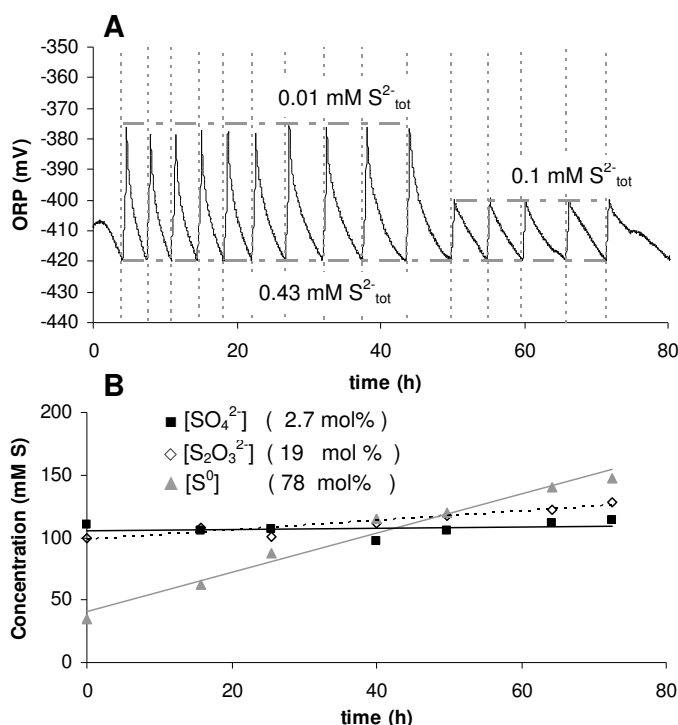 A
-350
-360
-370
-380
-390
-400
-410
-420
-430
-440
ORP (mV)
0.01 mM S²⁻tot
0.1 mM S²⁻tot
0.43 mM S²⁻tot
0 20 40 60 80
time (h)
B
200
150
100
50
0
Concentration (mM S)
[SO₄²⁻] ( 2.7 mol%)
[S₂O₃²⁻] ( 19 mol %)
[S⁰] ( 78 mol%)
0 20 40 60 80
time (h)